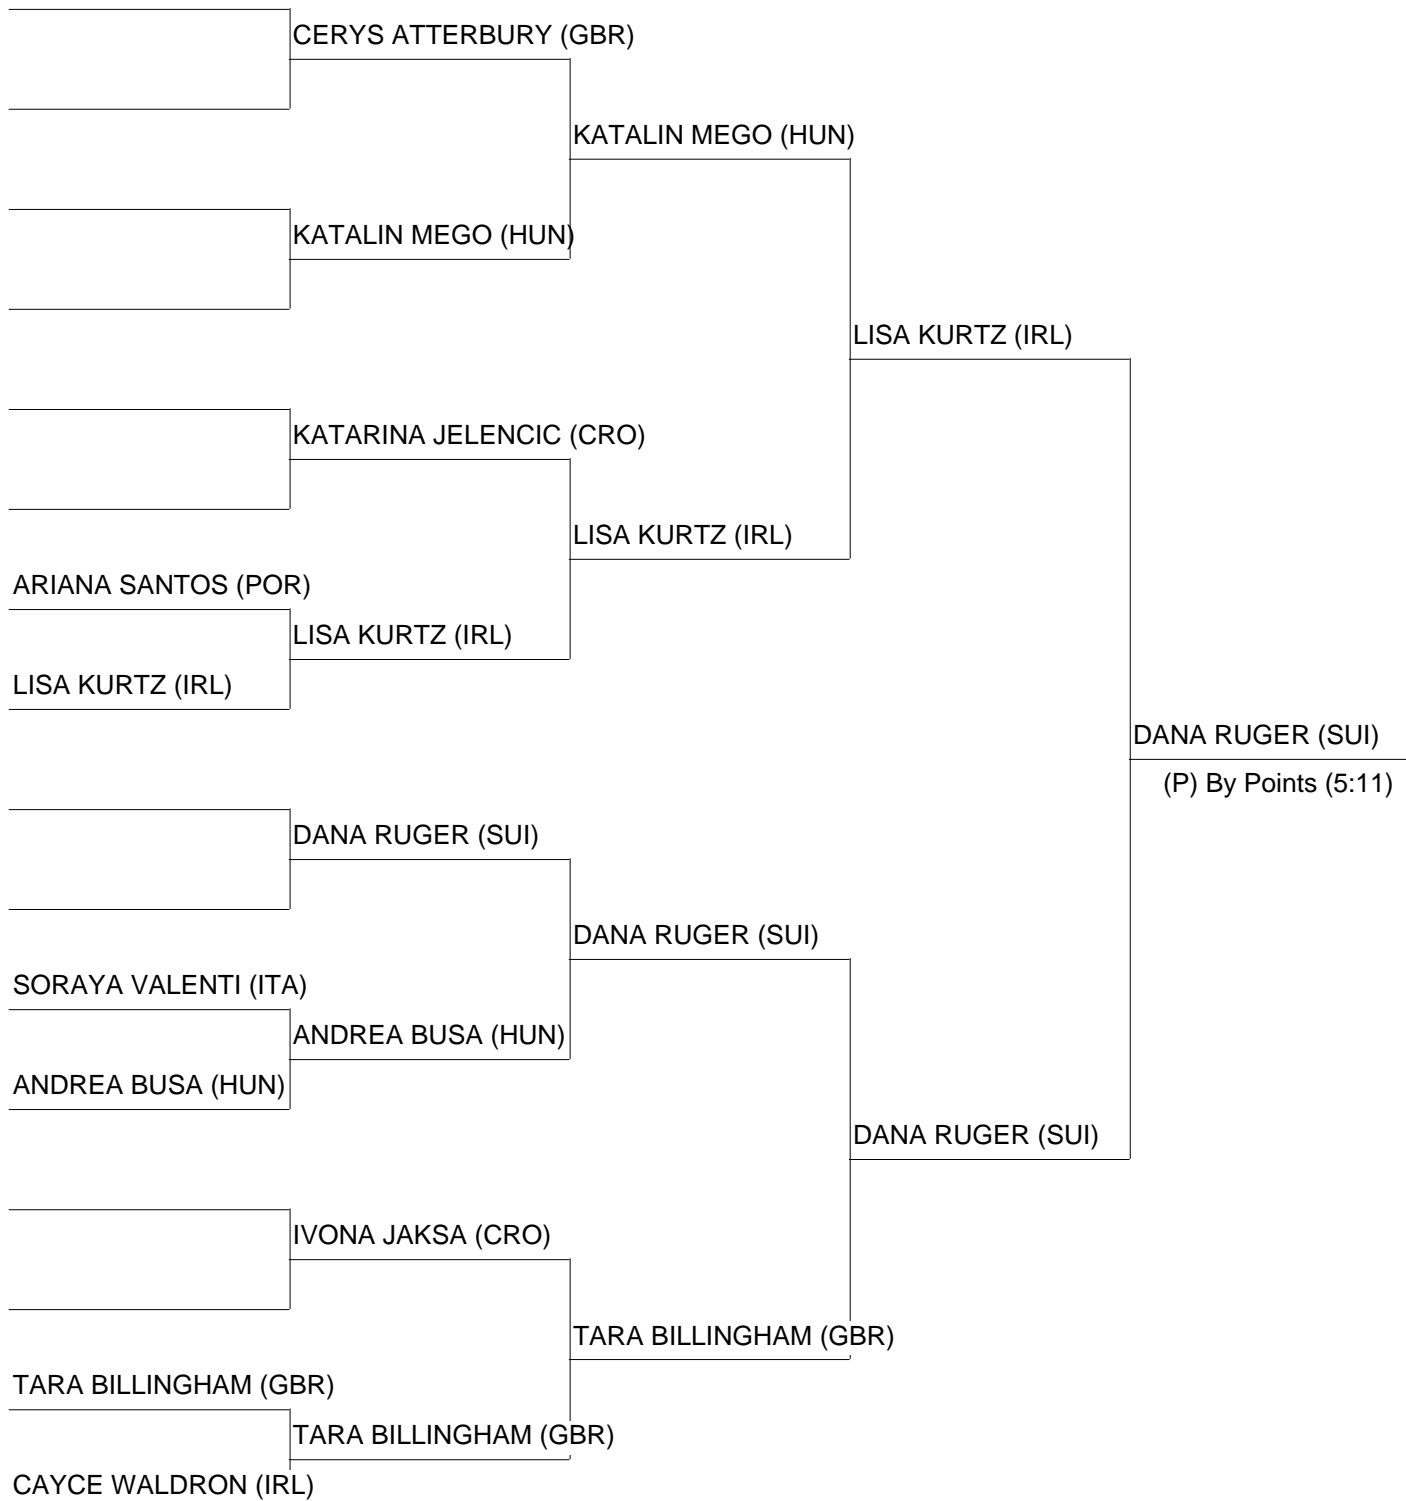 CERYS ATTERBURY (GBR)
KATALIN MEGO (HUN)
KATALIN MEGO (HUN)
LISA KURTZ (IRL)
KATARINA JELENCIC (CRO)
LISA KURTZ (IRL)
ARIANA SANTOS (POR)
LISA KURTZ (IRL)
LISA KURTZ (IRL)
DANA RUGER (SUI)
(P) By Points (5:11)
DANA RUGER (SUI)
DANA RUGER (SUI)
SORAYA VALENTI (ITA)
ANDREA BUSA (HUN)
ANDREA BUSA (HUN)
DANA RUGER (SUI)
IVONA JAKSA (CRO)
TARA BILLINGHAM (GBR)
TARA BILLINGHAM (GBR)
TARA BILLINGHAM (GBR)
CAYCE WALDRON (IRL)